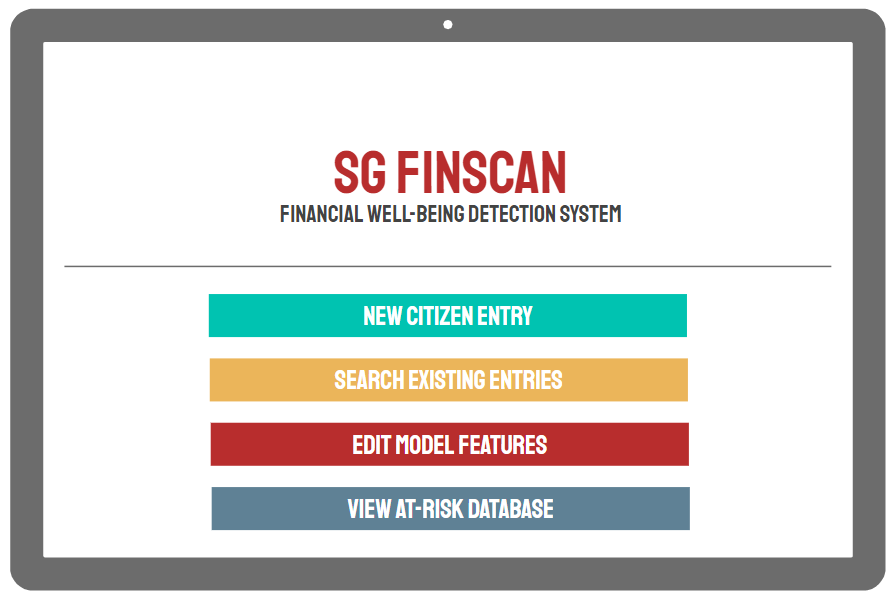 SG FINSCAN
FINANCIAL WELL-BEING DETECTION SYSTEM
NEW CITIZEN ENTRY
SEARCH EXISTING ENTRIES
EDIT MODEL FEATURES
VIEW AT-RISK DATABASE